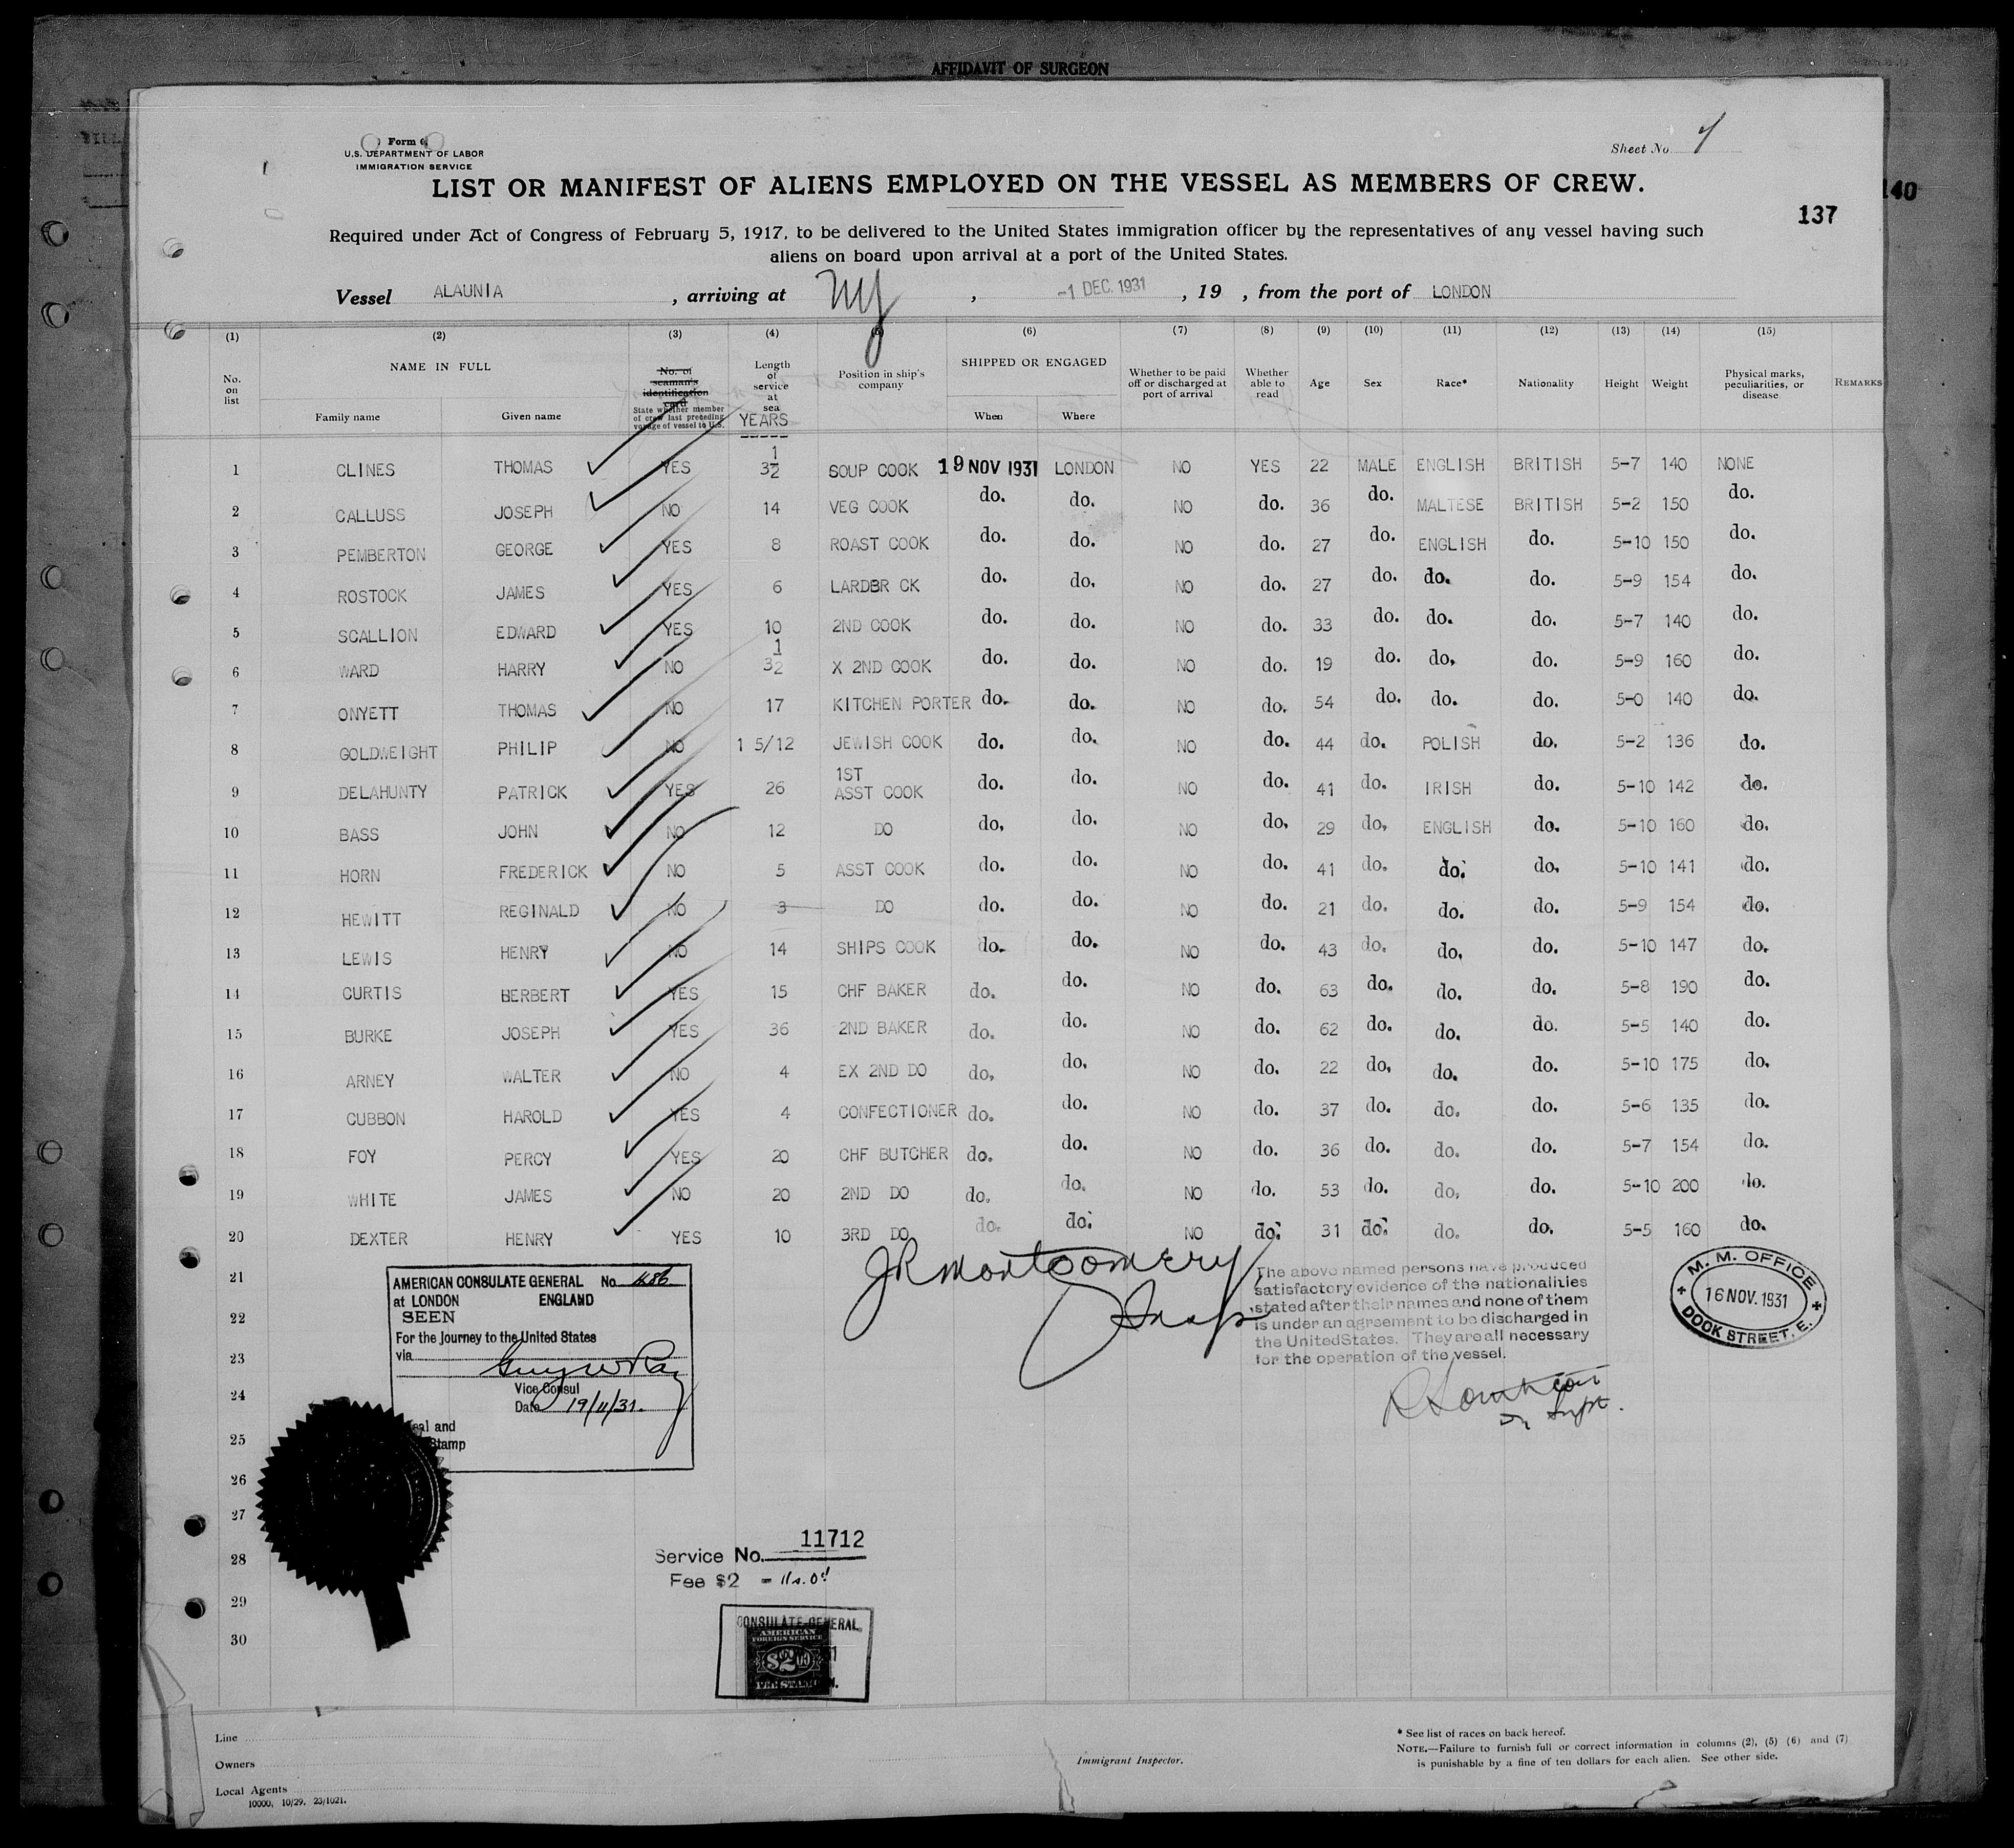 AFFIDAVIT OF SURGEON
Form
U.S. DEPARTMENT OF LABOR
IMMIGRATION SERVICE
Sheet No
LIST OR MANIFEST OF ALIENS EMPLOYED ON THE VESSEL AS MEMBERS OF CREW.
140
137
Required under Act of Congress of February 5, 1917, to be delivered to the United States immigration officer by the representatives of any vessel having such
aliens on board upon arrival at a port of the United States.
Vessel ALAUNIA , arriving at NY , -1 DEC. 1931 , 19 , from the port of LONDON
(1) (2) (3) (4) (5) (6) (7) (8) (9) (10) (11) (12) (13) (14) (15)
No. on list
NAME IN FULL
Family name Given name
No. of seaman's identification card
State whether member of crew last preceding voyage of vessel to U.S.
Length of service at sea
YEARS
Position in ship's company
SHIPPED OR ENGAGED
When Where
Whether to be paid off or discharged at port of arrival
Whether able to read
Age Sex Race* Nationality Height Weight
Physical marks, peculiarities, or disease
REMARKS
1 CLINES THOMAS YES 3 1/2 SOUP COOK 19 NOV 1931 LONDON NO YES 22 MALE ENGLISH BRITISH 5-7 140 NONE
2 CALLUSS JOSEPH NO 14 VEG COOK do. do. NO do. 36 do. MALTESE BRITISH 5-2 150 do.
3 PEMBERTON GEORGE YES 8 ROAST COOK do. do. NO do. 27 do. ENGLISH do. 5-10 150 do.
4 ROSTOCK JAMES YES 6 LARDBR CK do. do. NO do. 27 do. do. do. 5-9 154 do.
5 SCALLION EDWARD YES 10 2ND COOK do. do. NO do. 33 do. do. do. 5-7 140 do.
6 WARD HARRY NO 3 1/2 X 2ND COOK do. do. NO do. 19 do. do. do. 5-9 160 do.
7 ONYETT THOMAS NO 17 KITCHEN PORTER do. do. NO do. 54 do. do. do. 5-0 140 do.
8 GOLDWEIGHT PHILIP NO 1 5/12 JEWISH COOK do. do. NO do. 44 do. POLISH do. 5-2 136 do.
9 DELAHUNTY PATRICK YES 26 1ST ASST COOK do. do. NO do. 41 do. IRISH do. 5-10 142 do.
10 BASS JOHN NO 12 DO do. do. NO do. 29 do. ENGLISH do. 5-10 160 do.
11 HORN FREDERICK NO 5 ASST COOK do. do. NO do. 41 do. do. do. 5-10 141 do.
12 HEWITT REGINALD NO 3 DO do. do. NO do. 21 do. do. do. 5-9 154 do.
13 LEWIS HENRY NO 14 SHIPS COOK do. do. NO do. 43 do. do. do. 5-10 147 do.
14 CURTIS HERBERT YES 15 CHF BAKER do. do. NO do. 63 do. do. do. 5-8 190 do.
15 BURKE JOSEPH YES 36 2ND BAKER do. do. NO do. 62 do. do. do. 5-5 140 do.
16 ARNEY WALTER NO 4 EX 2ND DO do. do. NO do. 22 do. do. do. 5-10 175 do.
17 CUBBON HAROLD YES 4 CONFECTIONER do. do. NO do. 37 do. do. do. 5-6 135 do.
18 FOY PERCY YES 20 CHF BUTCHER do. do. NO do. 36 do. do. do. 5-7 154 do.
19 WHITE JAMES NO 20 2ND DO do. do. NO do. 53 do. do. do. 5-10 200 do.
20 DEXTER HENRY YES 10 3RD DO do. do. NO do. 31 do. do. do. 5-5 160 do.
21
22
23
24
25
26
27
28
29
30
AMERICAN CONSULATE GENERAL No. 486
at LONDON ENGLAND
SEEN
For the Journey to the United States
via
Guy W Ray
Vice Consul
Date 19/11/31.
Seal and
Stamp
JR Montgomery
The above named persons have produced
satisfactory evidence of the nationalities
stated after their names and none of them
is under an agreement to be discharged in
the United States. They are all necessary
for the operation of the vessel.
Supt.
M. M. OFFICE
16 NOV. 1931
DOCK STREET, E.
Service No. 11712
Fee $2 = 11s. 0d
CONSULATE-GENERAL
AMERICAN
FOREIGN SERVICE
$2.00
FEE STAMP
Line
Owners
Local Agents
10000, 10/29. 23/1021.
Immigrant Inspector.
* See list of races on back hereof.
NOTE.—Failure to furnish full or correct information in columns (2), (5) (6) and (7)
is punishable by a fine of ten dollars for each alien. See other side.